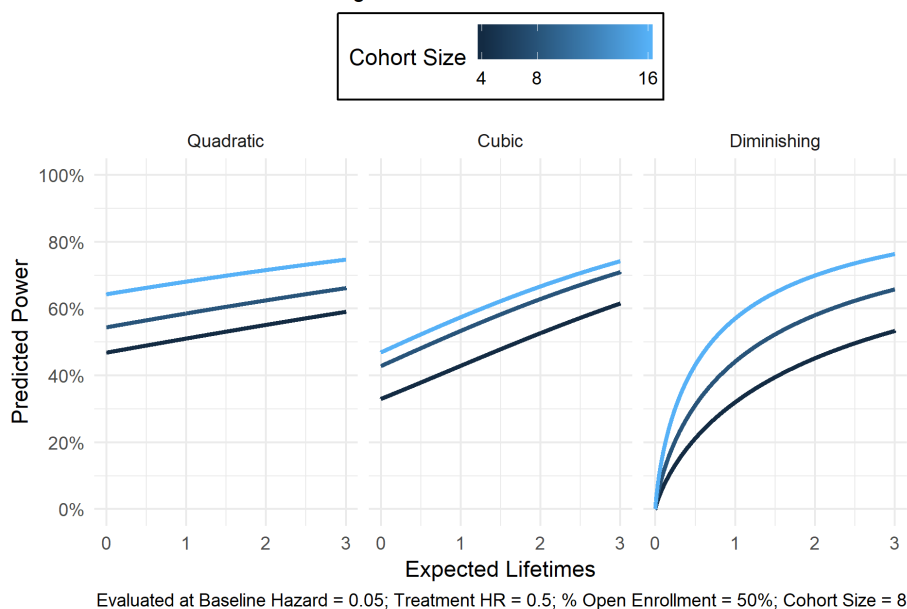 Cohort Size
4 8 16
Quadratic Cubic Diminishing
100%
80%
60%
40%
20%
0%
Predicted Power
0 1 2 3 0 1 2 3 0 1 2 3
Expected Lifetimes
Evaluated at Baseline Hazard = 0.05; Treatment HR = 0.5; % Open Enrollment = 50%; Cohort Size = 8